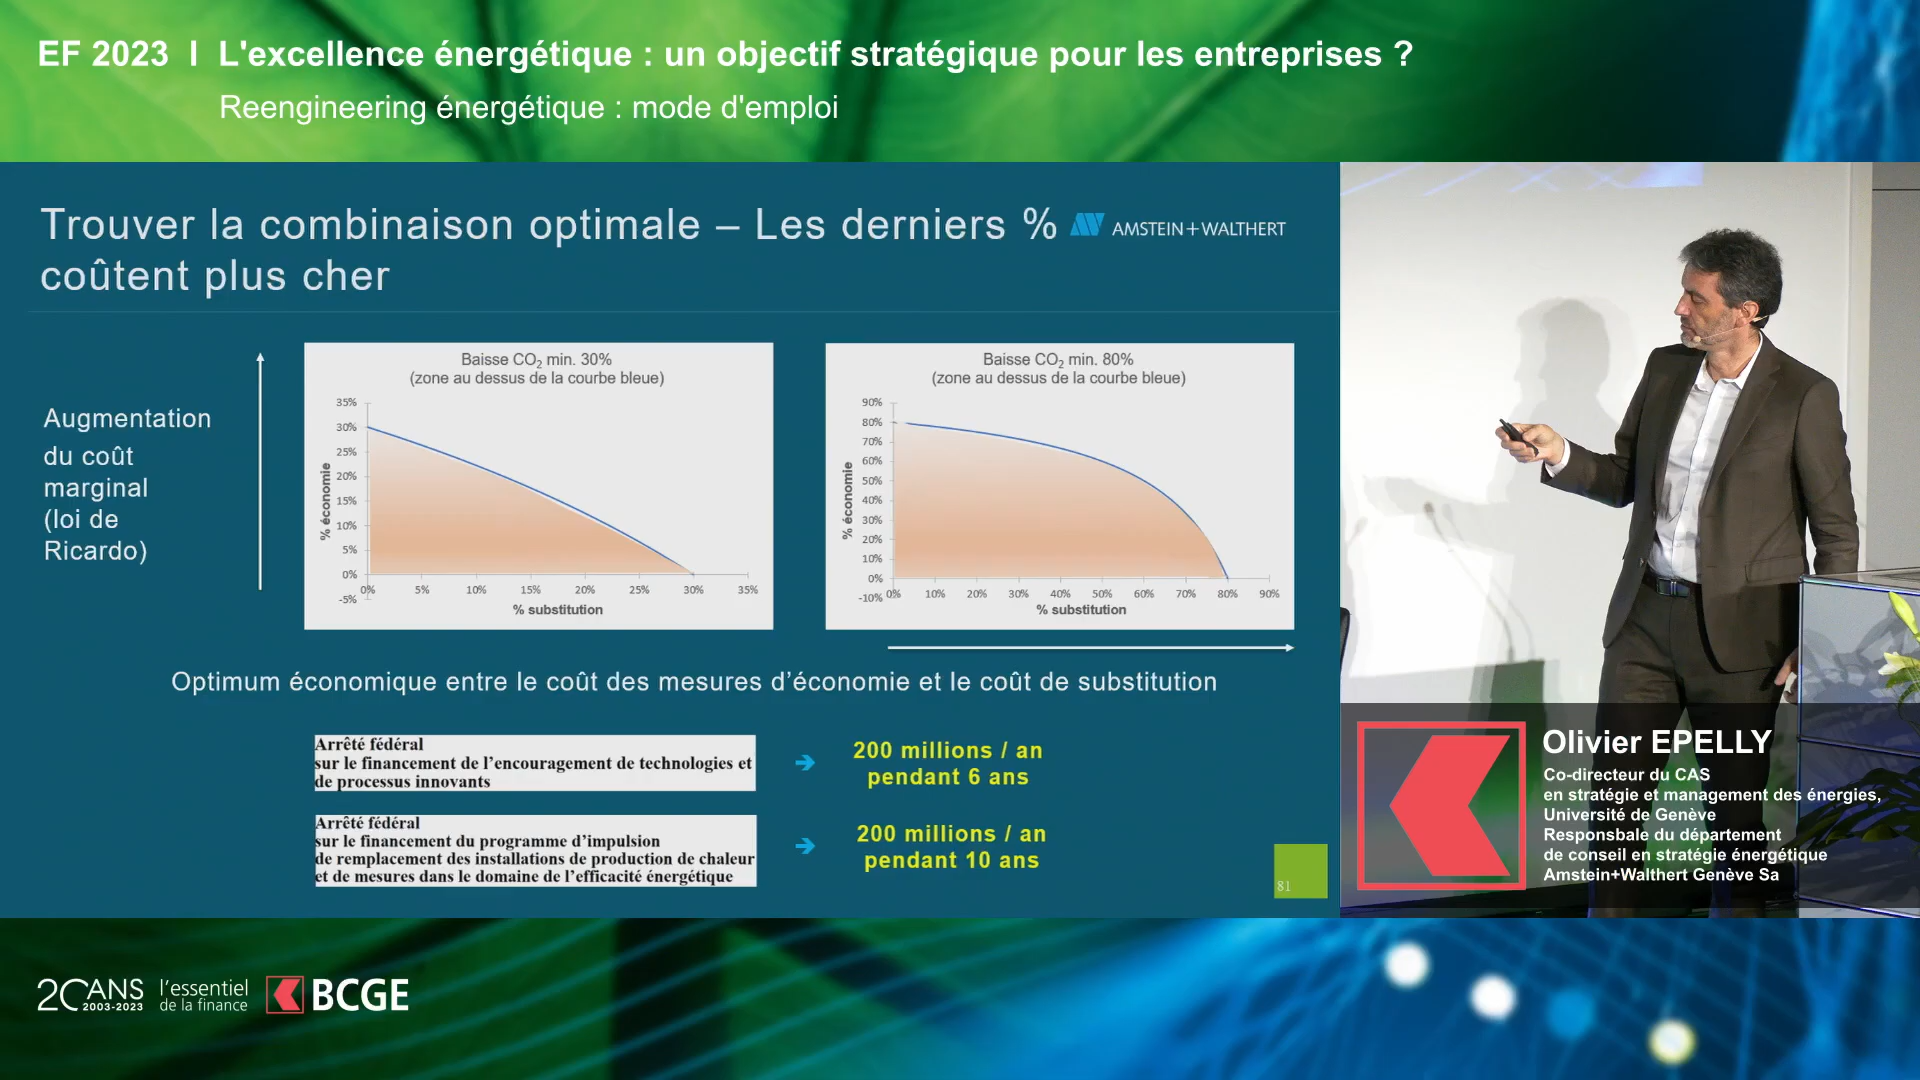 EF 2023 I L'excellence énergétique : un objectif stratégique pour les entreprises ?
Reengineering énergétique : mode d'emploi
Trouver la combinaison optimale – Les derniers %
coûtent plus cher
AMSTEIN+WALTHERT
Augmentation
du coût
marginal
(loi de
Ricardo)
Baisse CO₂ min. 30%
(zone au dessus de la courbe bleue)
35%
30%
25%
20%
15%
10%
5%
0%
-5%
% économie
0% 5% 10% 15% 20% 25% 30% 35%
% substitution
Baisse CO₂ min. 80%
(zone au dessus de la courbe bleue)
90%
80%
70%
60%
50%
40%
30%
20%
10%
0%
-10%
% économie
0% 10% 20% 30% 40% 50% 60% 70% 80% 90%
% substitution
Optimum économique entre le coût des mesures d’économie et le coût de substitution
Arrêté fédéral
sur le financement de l’encouragement de technologies et
de processus innovants
200 millions / an
pendant 6 ans
Arrêté fédéral
sur le financement du programme d’impulsion
de remplacement des installations de production de chaleur
et de mesures dans le domaine de l’efficacité énergétique
200 millions / an
pendant 10 ans
81
Olivier EPELLY
Co-directeur du CAS
en stratégie et management des énergies,
Université de Genève
Responsbale du département
de conseil en stratégie énergétique
Amstein+Walthert Genève Sa
20 ANS
2003-2023
l'essentiel
de la finance
BCGE